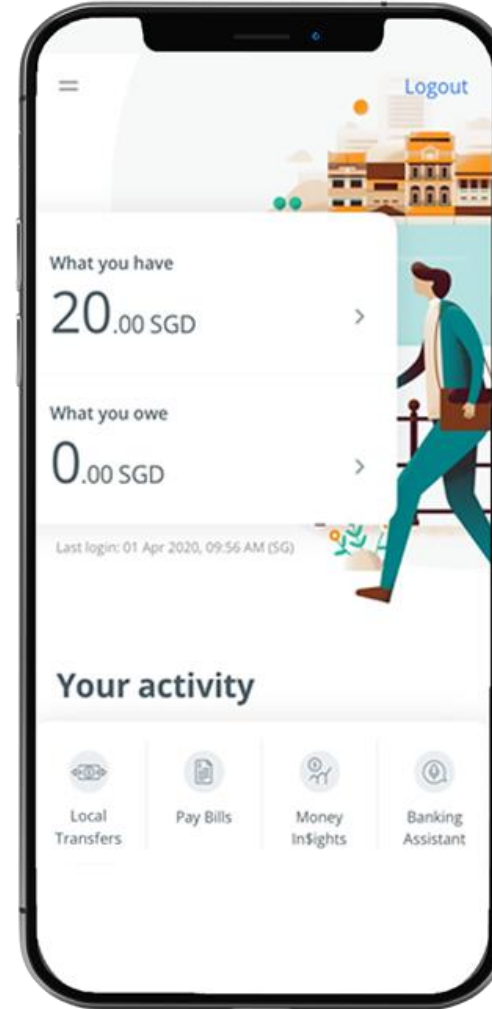 Logout
What you have
20.00 SGD
What you owe
0.00 SGD
Last login: 01 Apr 2020, 09:56 AM (SG)
Your activity
Local Transfers
Pay Bills
Money In$ights
Banking Assistant